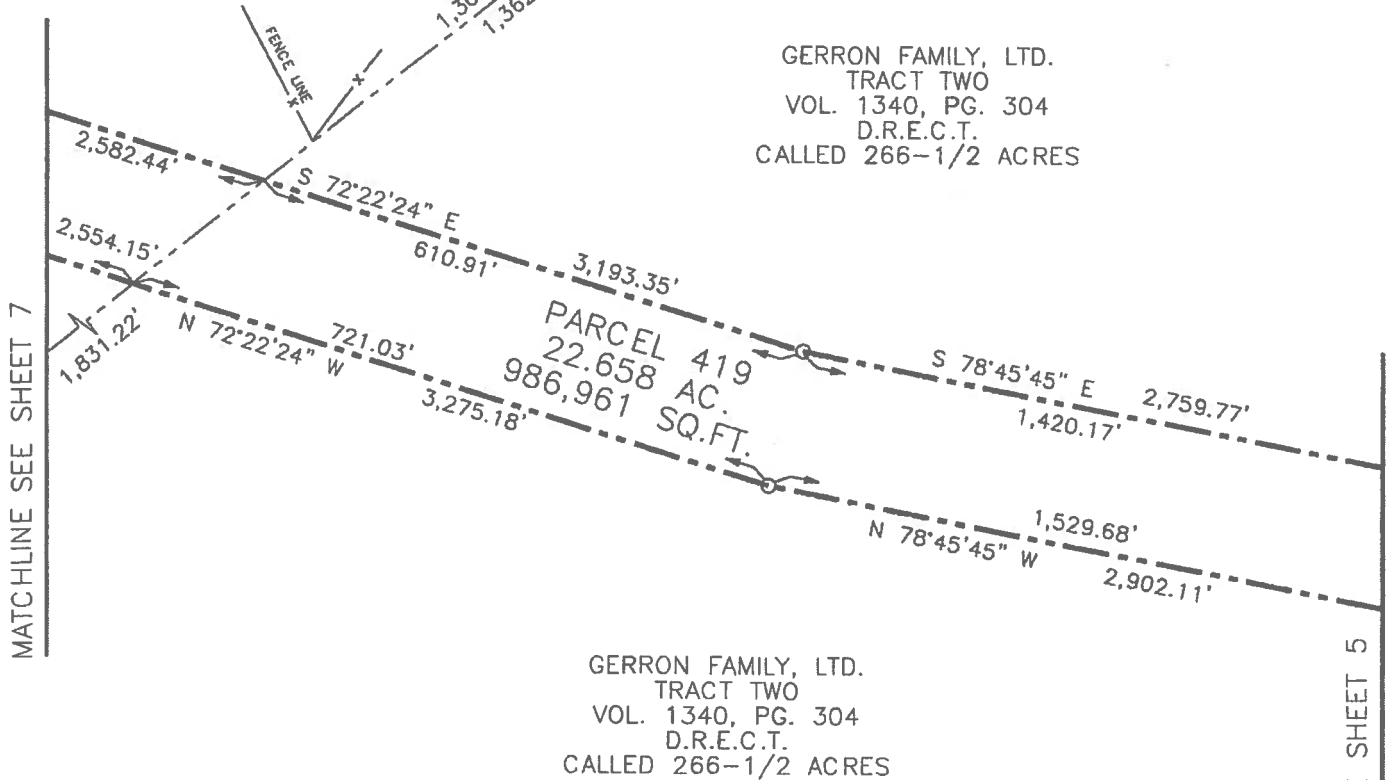 1,362
FENCE LINE
GERRON FAMILY, LTD.
TRACT TWO
VOL. 1340, PG. 304
D.R.E.C.T.
CALLED 266-1/2 ACRES
2,582.44'
S 72°22'24" E
610.91'
3,193.35'
2,554.15'
1,831.22'
N 72°22'24" W
721.03'
3,275.18'
PARCEL 419
22.658 AC.
986,961 SQ.FT.
S 78°45'45" E
2,759.77'
1,420.17'
1,529.68'
N 78°45'45" W
2,902.11'
MATCHLINE SEE SHEET 7
GERRON FAMILY, LTD.
TRACT TWO
VOL. 1340, PG. 304
D.R.E.C.T.
CALLED 266-1/2 ACRES
SHEET 5